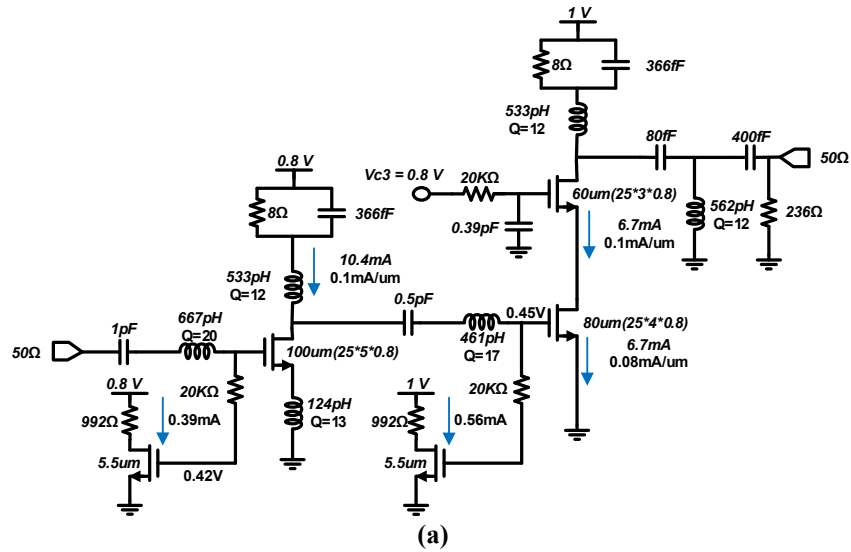 1 V
8Ω
366fF
533pH
Q=12
80fF
400fF
50Ω
0.8 V
Vc3 = 0.8 V
20KΩ
60um(25*3*0.8)
562pH
Q=12
236Ω
8Ω
366fF
0.39pF
6.7mA
0.1mA/um
10.4mA
0.1mA/um
533pH
Q=12
0.5pF
0.45V
80um(25*4*0.8)
667pH
Q=20
1pF
50Ω
461pH
Q=17
100um(25*5*0.8)
6.7mA
0.08mA/um
0.8 V
20KΩ
124pH
Q=13
1 V
20KΩ
992Ω
0.39mA
992Ω
0.56mA
5.5um
0.42V
5.5um
(a)